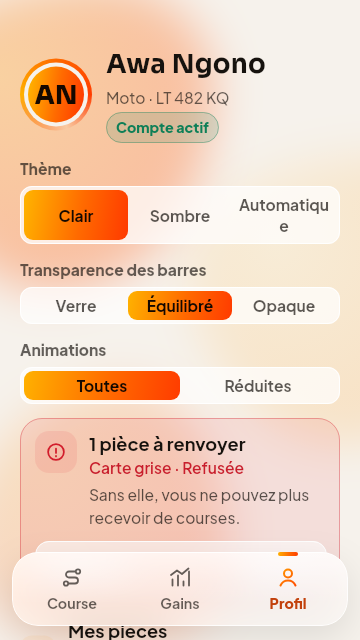 AN
Awa Ngono
Moto · LT 482 KQ
Compte actif
Thème
Clair
Sombre
Automatiqu
e
Transparence des barres
Verre
Équilibré
Opaque
Animations
Toutes
Réduites
1 pièce à renvoyer
Carte grise · Refusée
Sans elle, vous ne pouvez plus
recevoir de courses.
Course
Gains
Profil
Mes pièces